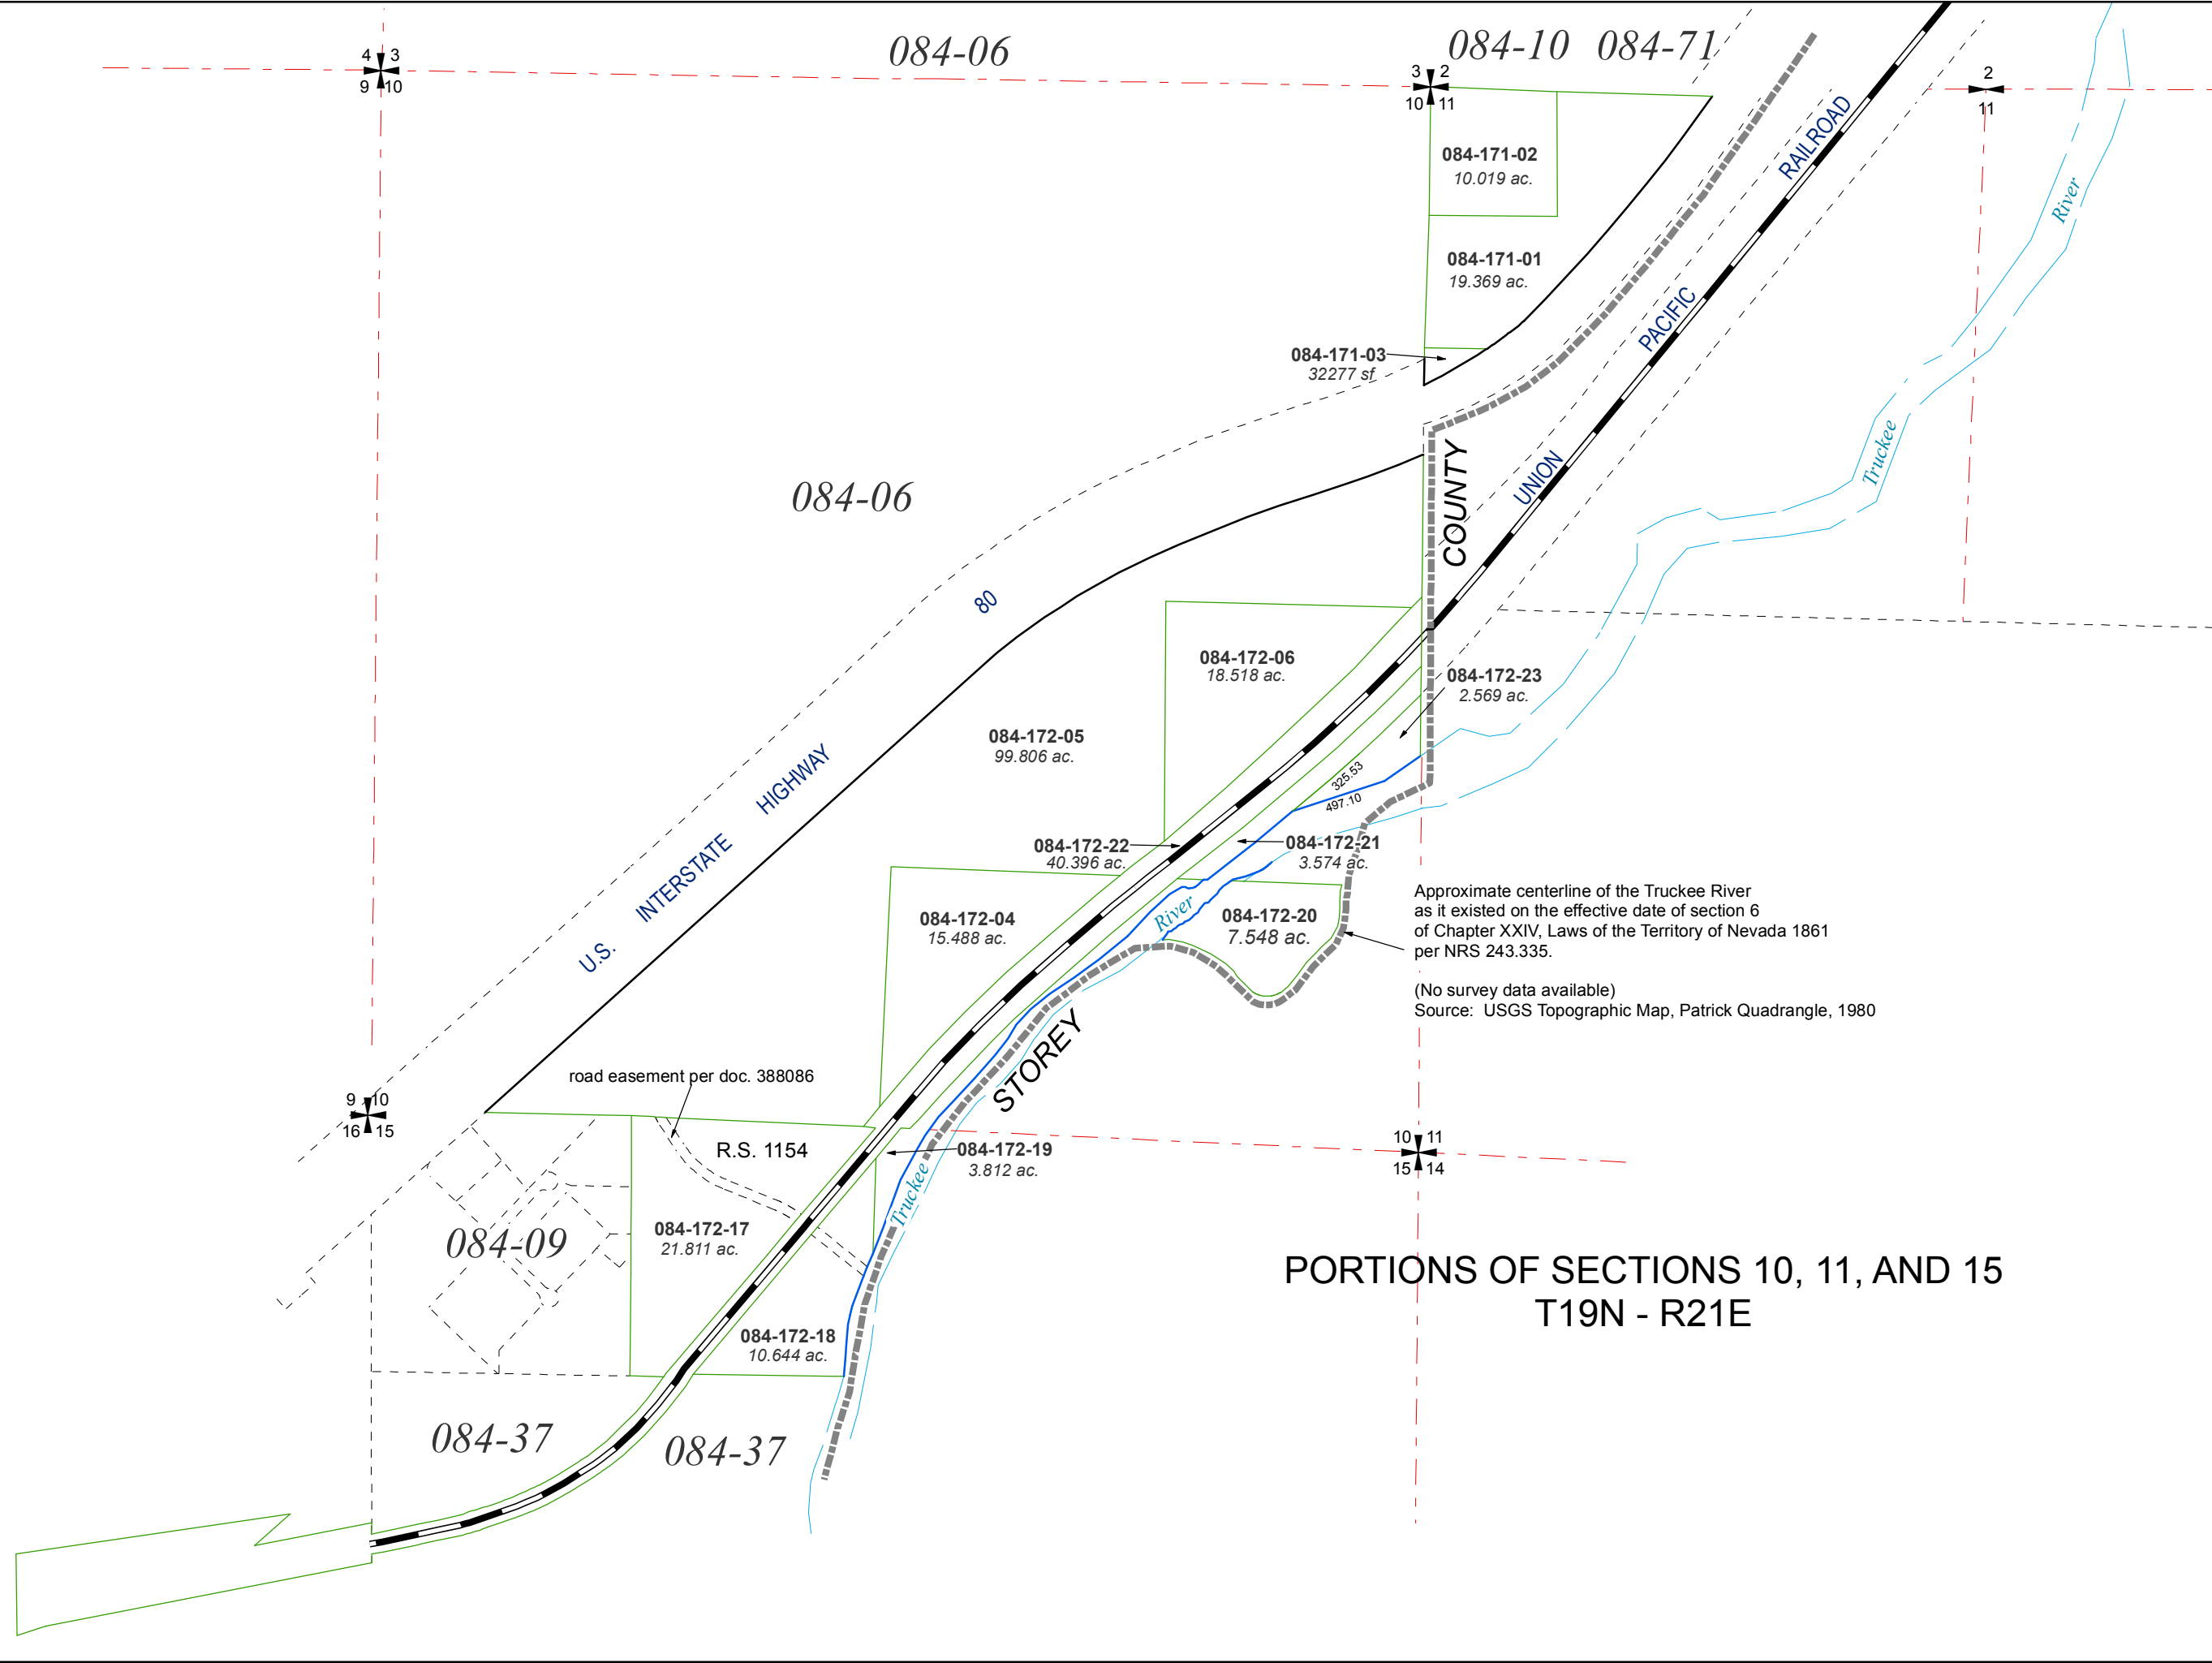 084-06
084-10 084-71
4 3
9 10
3 2
10 11
2
11
084-171-02
10.019 ac.
RAILROAD
River
084-171-01
19.369 ac.
PACIFIC
084-171-03
32277 sf
Truckee
COUNTY
UNION
084-06
80
084-172-06
18.518 ac.
084-172-23
2.569 ac.
084-172-05
99.806 ac.
HIGHWAY
325.53
497.10
084-172-22
40.396 ac.
084-172-21
3.574 ac.
INTERSTATE
Approximate centerline of the Truckee River
as it existed on the effective date of section 6
of Chapter XXIV, Laws of the Territory of Nevada 1861
per NRS 243.335.
(No survey data available)
Source: USGS Topographic Map, Patrick Quadrangle, 1980
084-172-04
15.488 ac.
River
084-172-20
7.548 ac.
U.S.
STOREY
road easement per doc. 388086
9 10
16 15
R.S. 1154
084-172-19
3.812 ac.
10 11
15 14
Truckee
084-09
084-172-17
21.811 ac.
PORTIONS OF SECTIONS 10, 11, AND 15
T19N - R21E
084-172-18
10.644 ac.
084-37
084-37